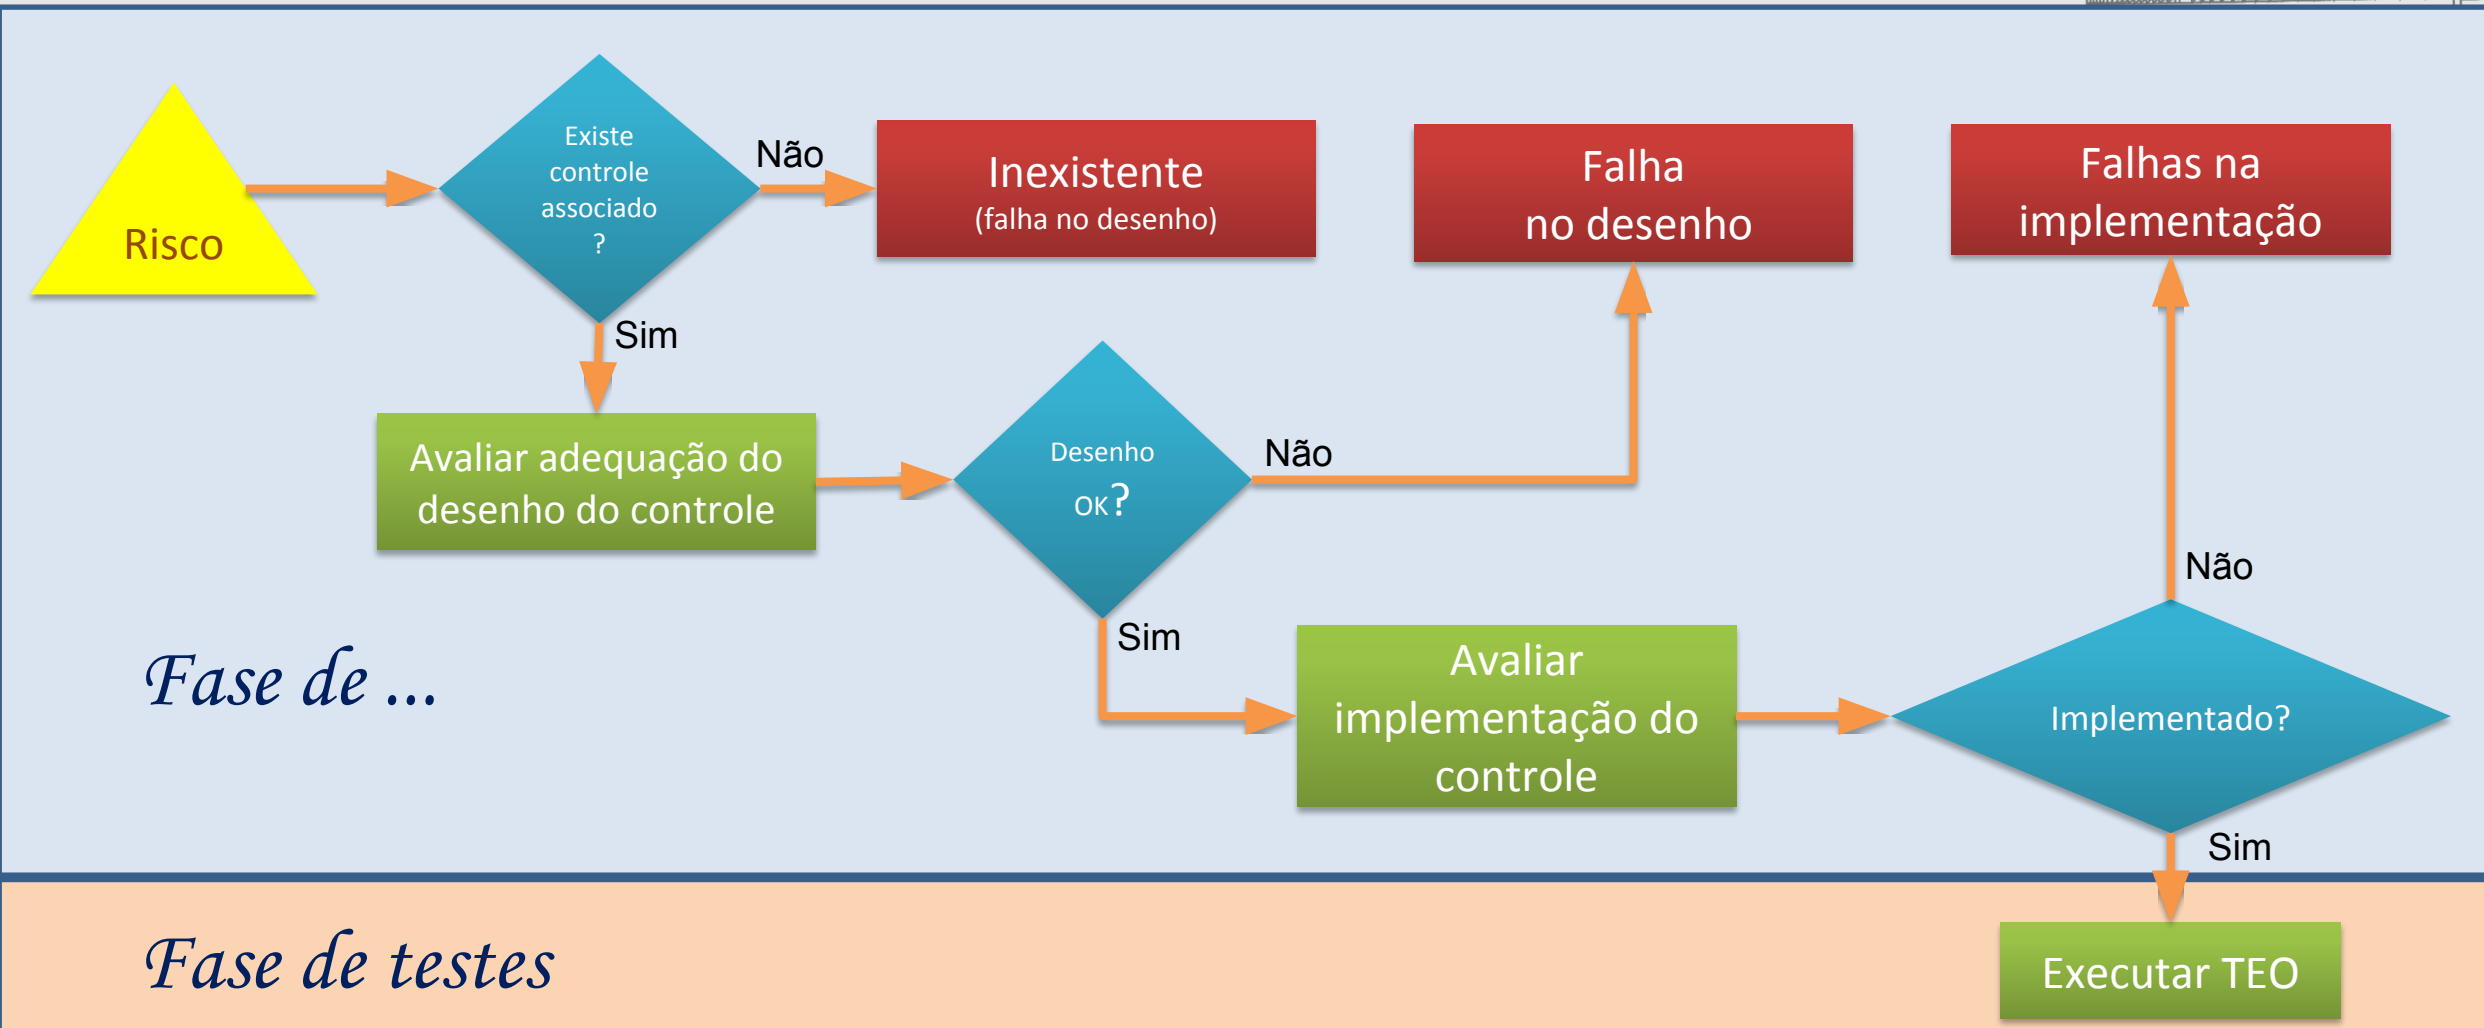 Risco
Existe
controle
associado
?
Não
Inexistente
(falha no desenho)
Falha
no desenho
Falhas na
implementação
Sim
Avaliar adequação do
desenho do controle
Desenho
OK?
Não
Sim
Avaliar
implementação do
controle
Implementado?
Não
Sim
Fase de ...
Fase de testes
Executar TEO